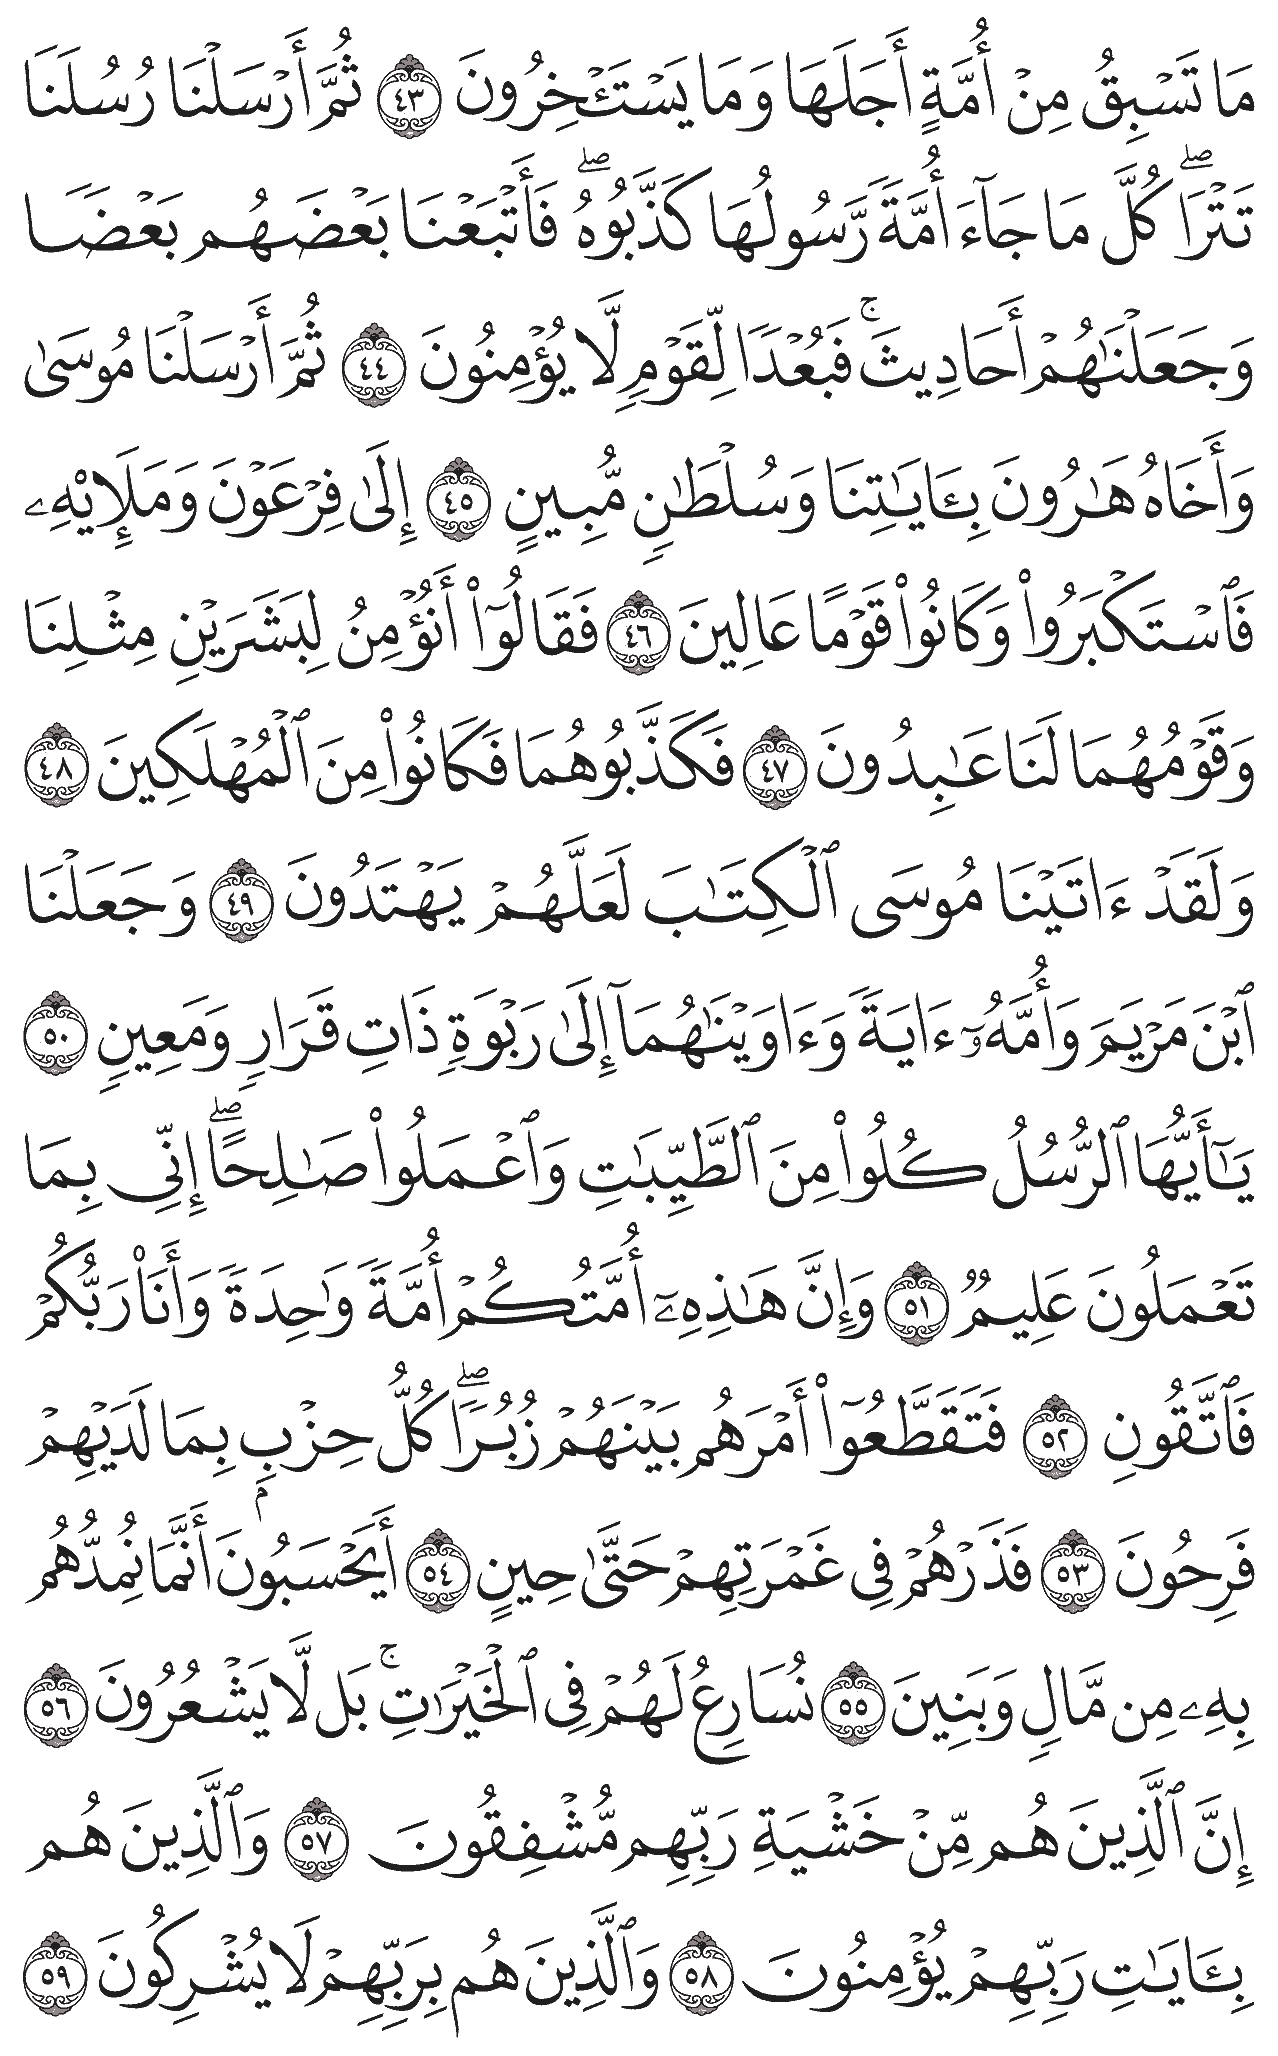 مَا تَسۡبِقُ مِنۡ أُمَّةٍ أَجَلَهَا وَمَا يَسۡتَـٔۡخِرُونَ ٤٣ ثُمَّ أَرۡسَلۡنَا رُسُلَنَا
تَتۡرَاۖ كُلَّ مَا جَآءَ أُمَّةٗ رَّسُولُهَا كَذَّبُوهُۖ فَأَتۡبَعۡنَا بَعۡضَهُم بَعۡضٗا
وَجَعَلۡنَٰهُمۡ أَحَادِيثَۚ فَبُعۡدٗا لِّقَوۡمٖ لَّا يُؤۡمِنُونَ ٤٤ ثُمَّ أَرۡسَلۡنَا مُوسَىٰ
وَأَخَاهُ هَٰرُونَ بِـَٔايَٰتِنَا وَسُلۡطَٰنٖ مُّبِينٍ ٤٥ إِلَىٰ فِرۡعَوۡنَ وَمَلَإِيْهِۦ
فَٱسۡتَكۡبَرُواْ وَكَانُواْ قَوۡمًا عَالِينَ ٤٦ فَقَالُوٓاْ أَنُؤۡمِنُ لِبَشَرَيۡنِ مِثۡلِنَا
وَقَوۡمُهُمَا لَنَا عَٰبِدُونَ ٤٧ فَكَذَّبُوهُمَا فَكَانُواْ مِنَ ٱلۡمُهۡلَكِينَ ٤٨
وَلَقَدۡ ءَاتَيۡنَا مُوسَى ٱلۡكِتَٰبَ لَعَلَّهُمۡ يَهۡتَدُونَ ٤٩ وَجَعَلۡنَا
ٱبۡنَ مَرۡيَمَ وَأُمَّهُۥٓ ءَايَةٗ وَءَاوَيۡنَٰهُمَآ إِلَىٰ رَبۡوَةٖ ذَاتِ قَرَارٖ وَمَعِينٖ ٥٠
يَٰٓأَيُّهَا ٱلرُّسُلُ كُلُواْ مِنَ ٱلطَّيِّبَٰتِ وَٱعۡمَلُواْ صَٰلِحًاۖ إِنِّي بِمَا
تَعۡمَلُونَ عَلِيمٞ ٥١ وَإِنَّ هَٰذِهِۦٓ أُمَّتُكُمۡ أُمَّةٗ وَٰحِدَةٗ وَأَنَا۠ رَبُّكُمۡ
فَٱتَّقُونِ ٥٢ فَتَقَطَّعُوٓاْ أَمۡرَهُم بَيۡنَهُمۡ زُبُرٗاۖ كُلُّ حِزۡبِۭ بِمَا لَدَيۡهِمۡ
فَرِحُونَ ٥٣ فَذَرۡهُمۡ فِي غَمۡرَتِهِمۡ حَتَّىٰ حِينٍ ٥٤ أَيَحۡسَبُونَ أَنَّمَا نُمِدُّهُم
بِهِۦ مِن مَّالٖ وَبَنِينَ ٥٥ نُسَارِعُ لَهُمۡ فِي ٱلۡخَيۡرَٰتِۚ بَل لَّا يَشۡعُرُونَ ٥٦
إِنَّ ٱلَّذِينَ هُم مِّنۡ خَشۡيَةِ رَبِّهِم مُّشۡفِقُونَ ٥٧ وَٱلَّذِينَ هُم
بِـَٔايَٰتِ رَبِّهِمۡ يُؤۡمِنُونَ ٥٨ وَٱلَّذِينَ هُم بِرَبِّهِمۡ لَا يُشۡرِكُونَ ٥٩